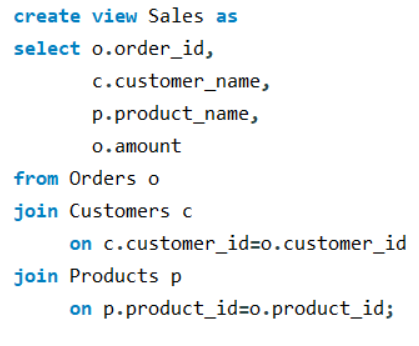 create view Sales as
select o.order_id,
c.customer_name,
p.product_name,
o.amount
from Orders o
join Customers c
on c.customer_id=o.customer_id
join Products p
on p.product_id=o.product_id;